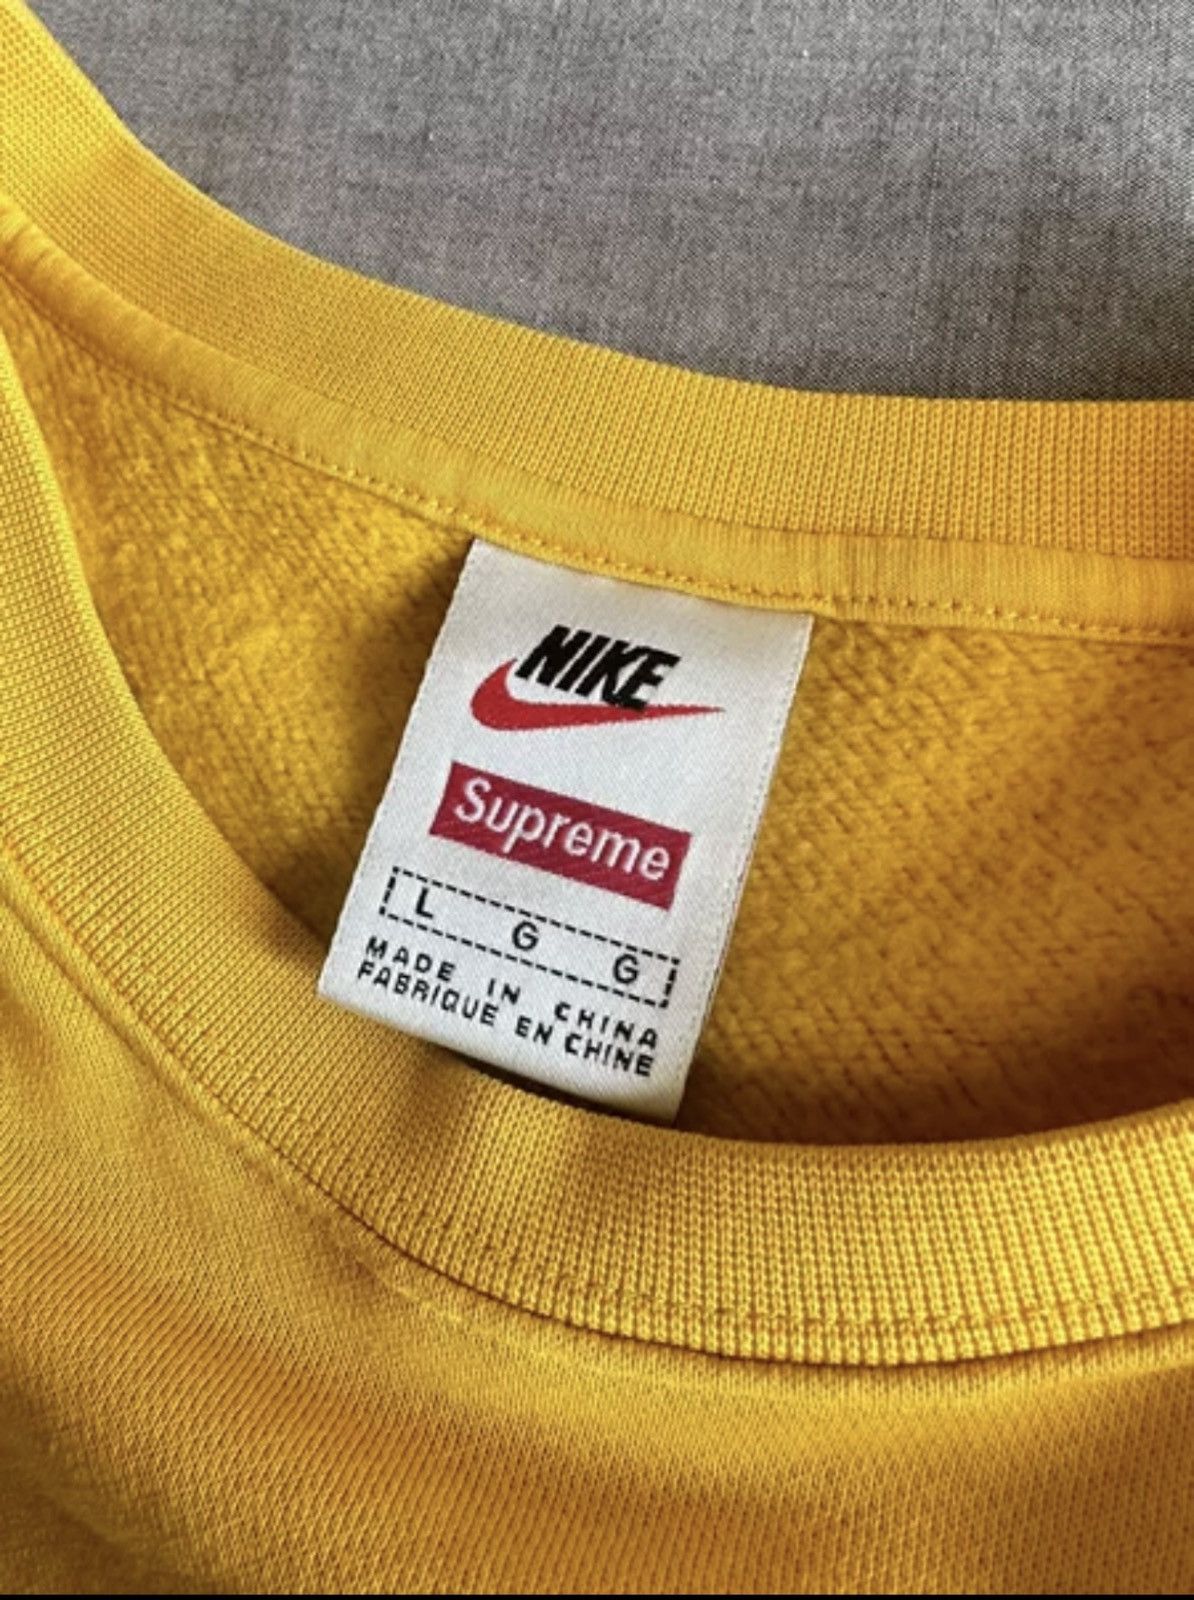 NIKE
Supreme
L G G
MADE IN CHINA
FABRIQUE EN CHINE